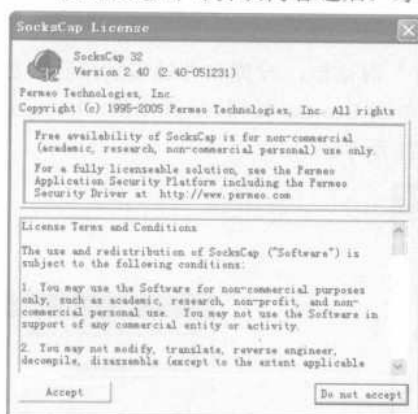 SocksCap License
SocksCap 32
Version 2.40 (2.40-051231)
Permeo Technologies, Inc.
Copyright (c) 1995-2005 Permeo Technologies, Inc. All rights
Free availability of SocksCap is for non-commercial
(academic, research, non-commercial personal) use only.
For a fully licenseable solution, see the Permeo
Application Security Platform including the Permeo
Security Driver at http://www.permeo.com
License Terms and Conditions
The use and redistribution of SocksCap ("Software") is
subject to the following conditions:
1. You may use the Software for non-commercial purposes
only, such as academic, research, non-profit, and non-
commercial personal use. You may not use the Software in
support of any commercial entity or activity.
2. You may not modify, translate, reverse engineer,
decompile, disassemble (except to the extent applicable
Accept
Do not accept